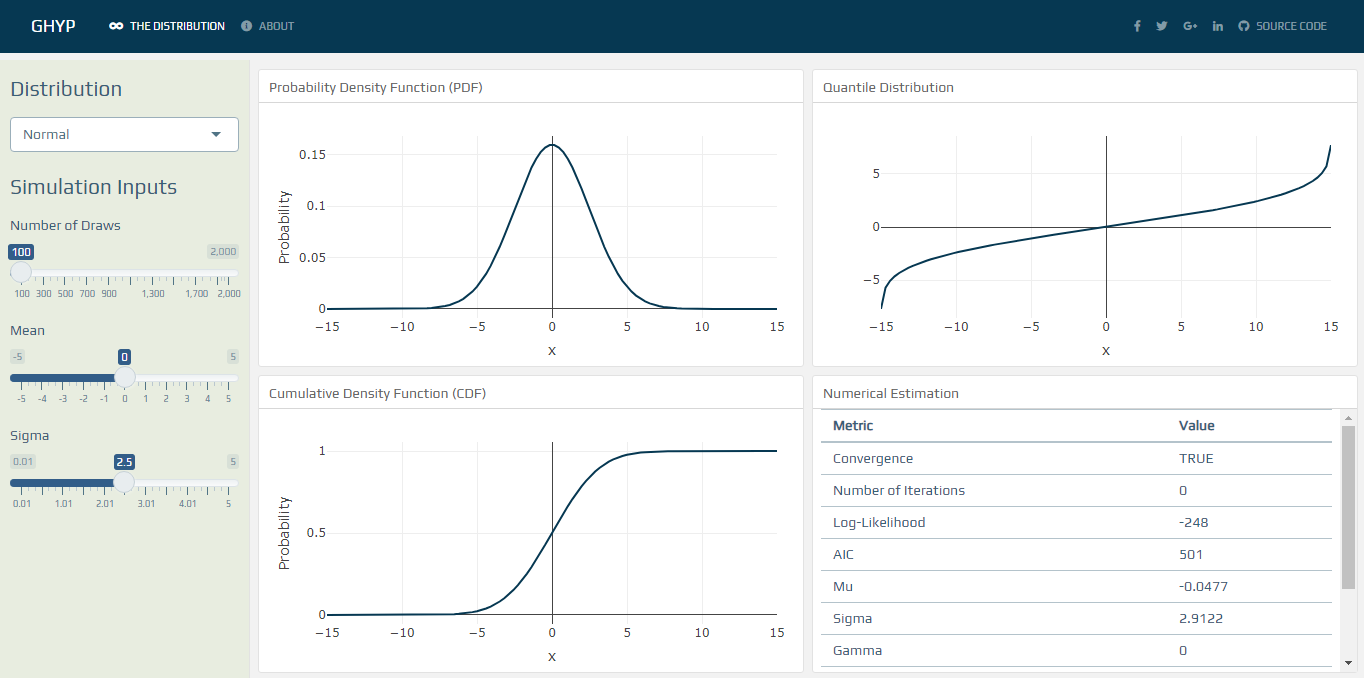 GHYP THE DISTRIBUTION ABOUT SOURCE CODE
Distribution
Normal
Simulation Inputs
Number of Draws
100 2,000
100 300 500 700 900 1,300 1,700 2,000
Mean
-5 0 5
-5 -4 -3 -2 -1 0 1 2 3 4 5
Sigma
0.01 2.5 5
0.01 1.01 2.01 3.01 4.01 5
Probability Density Function (PDF)
Probability
0.15
0.1
0.05
0
−15 −10 −5 0 5 10 15
x
Quantile Distribution
5
0
−5
−15 −10 −5 0 5 10 15
x
Cumulative Density Function (CDF)
Probability
1
0.5
0
−15 −10 −5 0 5 10 15
x
Numerical Estimation
Metric Value
Convergence TRUE
Number of Iterations 0
Log-Likelihood -248
AIC 501
Mu -0.0477
Sigma 2.9122
Gamma 0